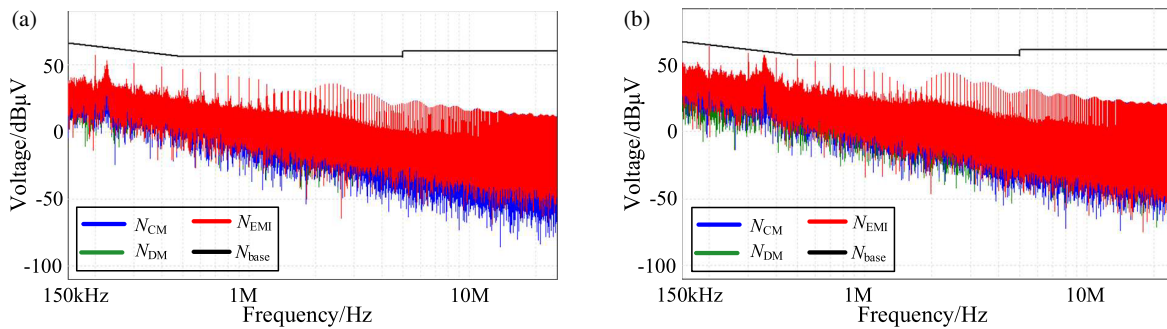 (a)
Voltage/dBμV
50
0
-50
-100
N_CM
N_EMI
N_DM
N_base
150kHz
1M
10M
Frequency/Hz
(b)
Voltage/dBμV
50
0
-50
-100
N_CM
N_EMI
N_DM
N_base
150kHz
1M
10M
Frequency/Hz